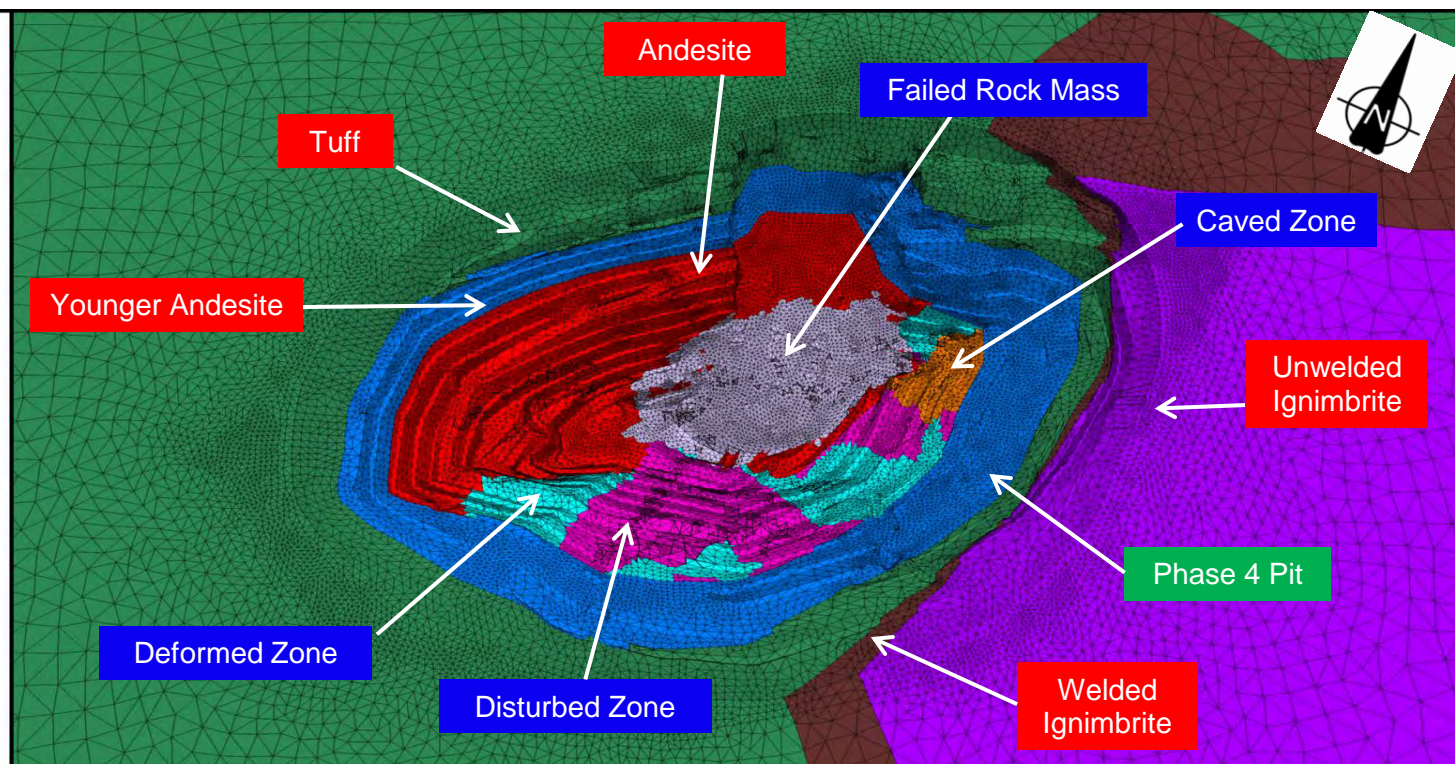 Andesite
Failed Rock Mass
N
Tuff
Caved Zone
Younger Andesite
Unwelded
Ignimbrite
Phase 4 Pit
Deformed Zone
Disturbed Zone
Welded
Ignimbrite